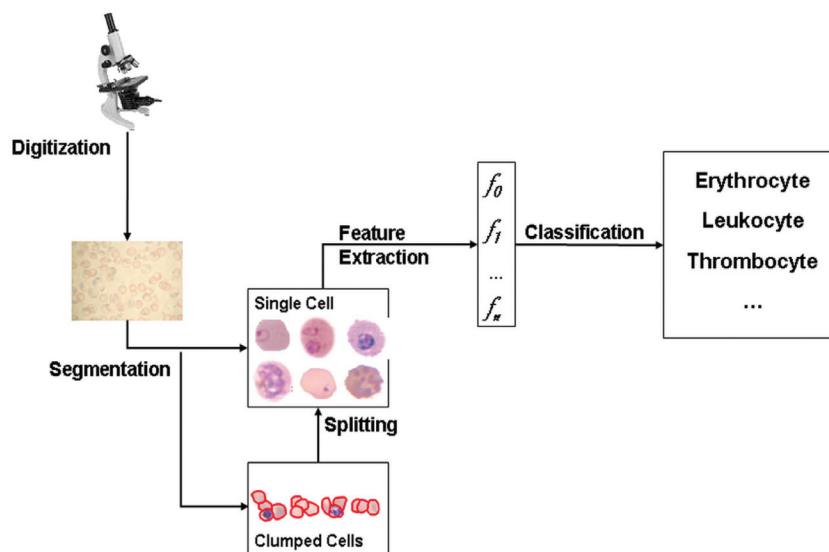 Digitization
Segmentation
Single Cell
Splitting
Clumped Cells
Feature
Extraction
f0
f1
...
fn
Classification
Erythrocyte
Leukocyte
Thrombocyte
...